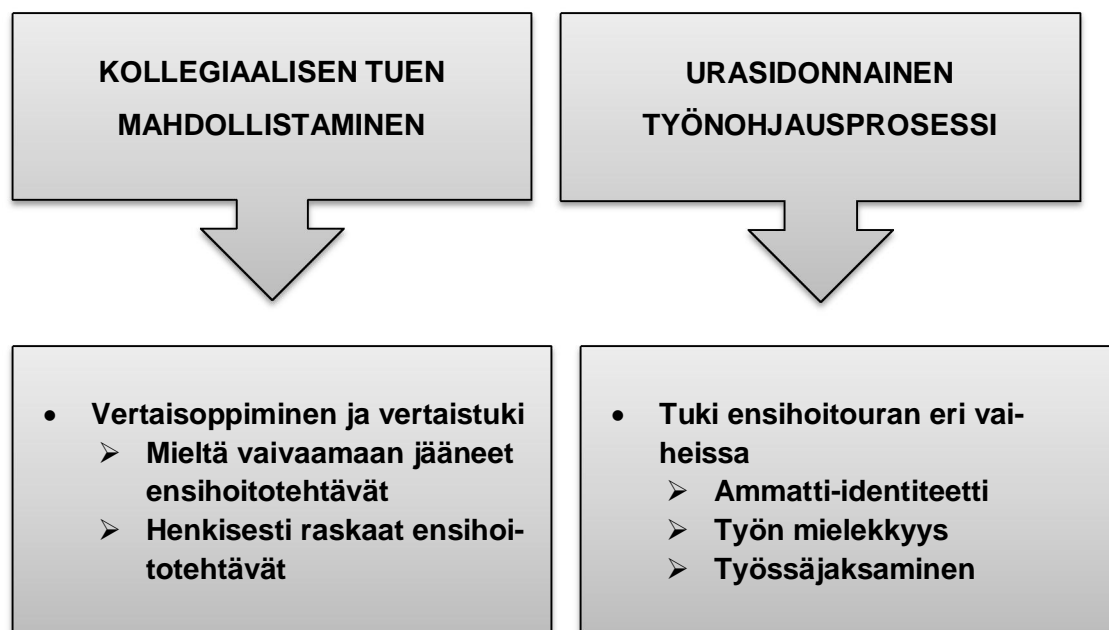 KOLLEGIAALISEN TUEN
MAHDOLLISTAMINEN
URASIDONNAINEN
TYÖNOHJAUSPROSESSI
• Vertaisoppiminen ja vertaistuki
➢ Mieltä vaivaamaan jääneet
ensihoitotehtävät
➢ Henkisesti raskaat ensihoi-
totehtävät
• Tuki ensihoitouran eri vai-
heissa
➢ Ammatti-identiteetti
➢ Työn mielekkyys
➢ Työssäjaksaminen